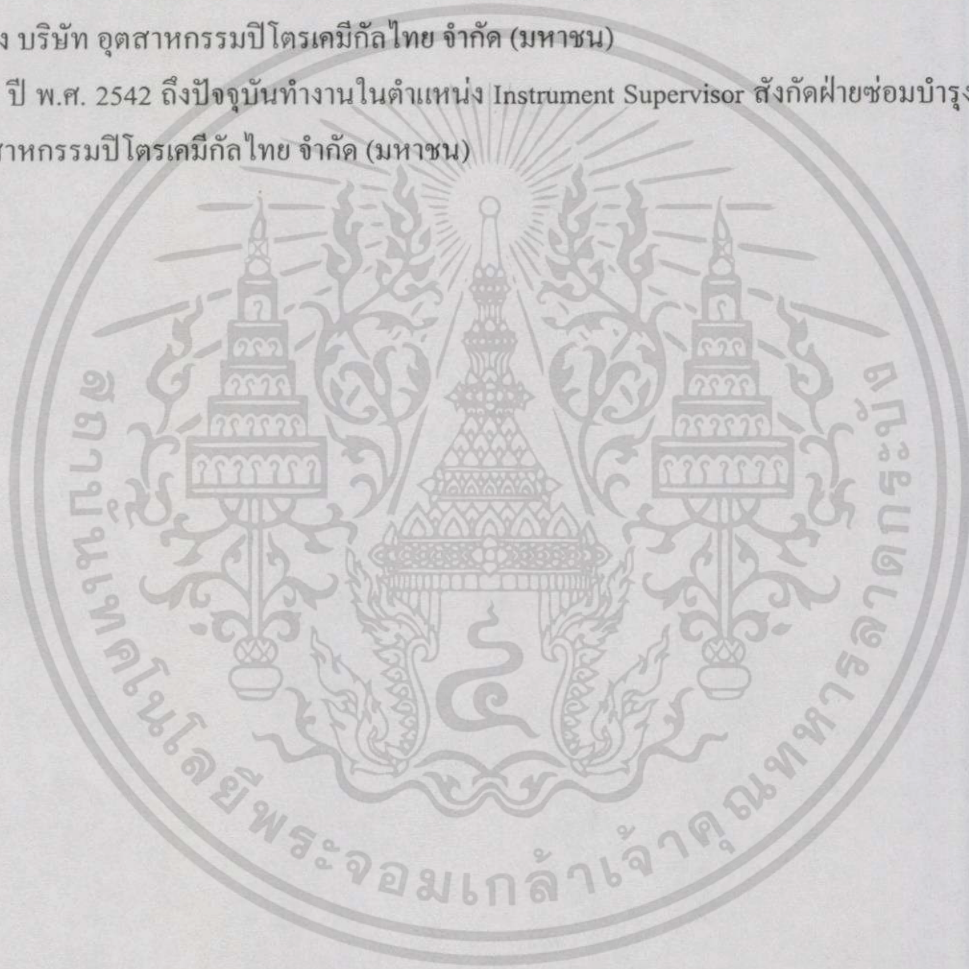 ง บริษัท อุตสาหกรรมปิโตรเคมีกัลไทย จำกัด (มหาชน)
ปี พ.ศ. 2542 ถึงปัจจุบันทำงานในตำแหน่ง Instrument Supervisor สังกัดฝ่ายซ่อมบำรุง
สาหกรรมปิโตรเคมีกัลไทย จำกัด (มหาชน)
สถาบันเทคโนโลยีพระจอมเกล้าเจ้าคุณทหารลาดกระบัง
๔